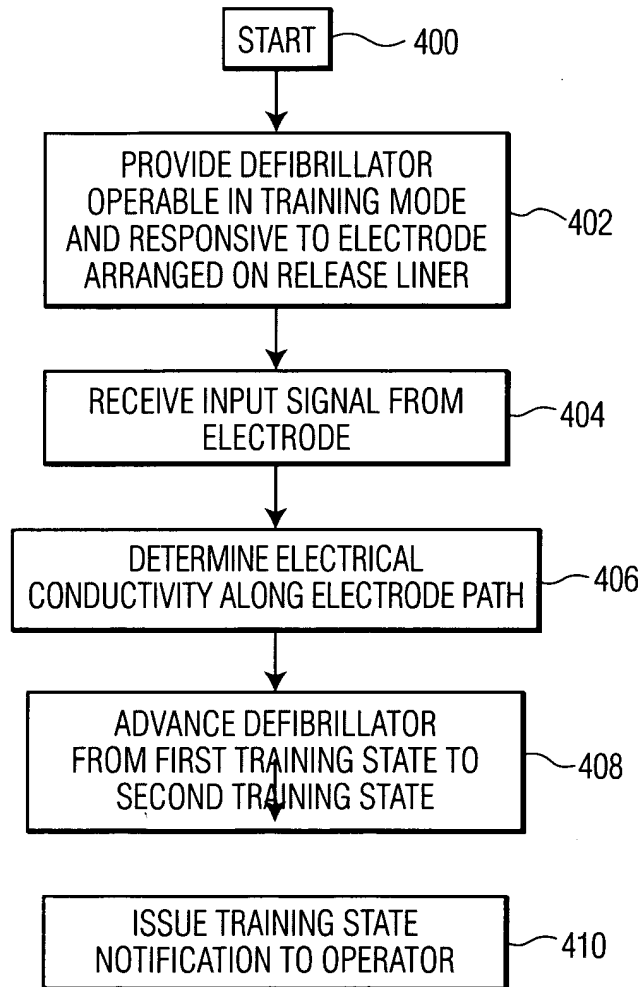 START
400
PROVIDE DEFIBRILLATOR
OPERABLE IN TRAINING MODE
AND RESPONSIVE TO ELECTRODE
ARRANGED ON RELEASE LINER
402
RECEIVE INPUT SIGNAL FROM
ELECTRODE
404
DETERMINE ELECTRICAL
CONDUCTIVITY ALONG ELECTRODE PATH
406
ADVANCE DEFIBRILLATOR
FROM FIRST TRAINING STATE TO
SECOND TRAINING STATE
408
ISSUE TRAINING STATE
NOTIFICATION TO OPERATOR
410